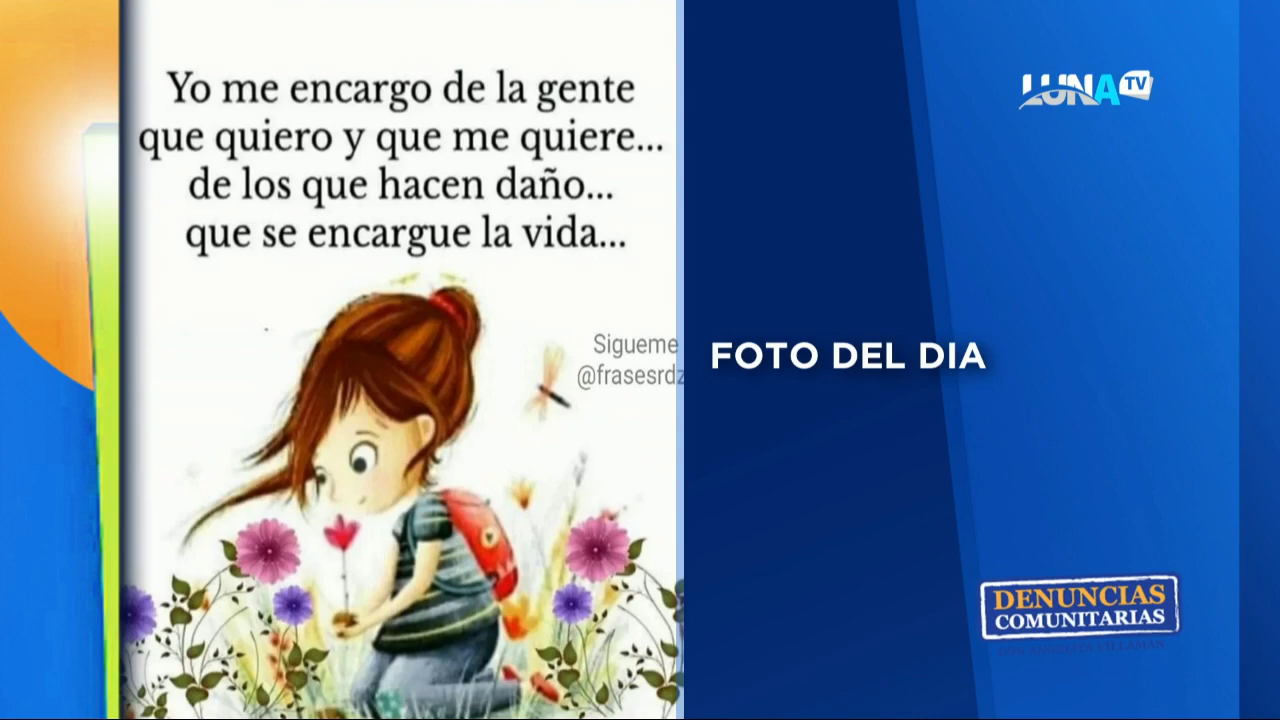 Yo me encargo de la gente
que quiero y que me quiere...
de los que hacen daño...
que se encargue la vida...
Sigueme
@frasesrdz
FOTO DEL DIA
LUNA TV
DENUNCIAS
COMUNITARIAS